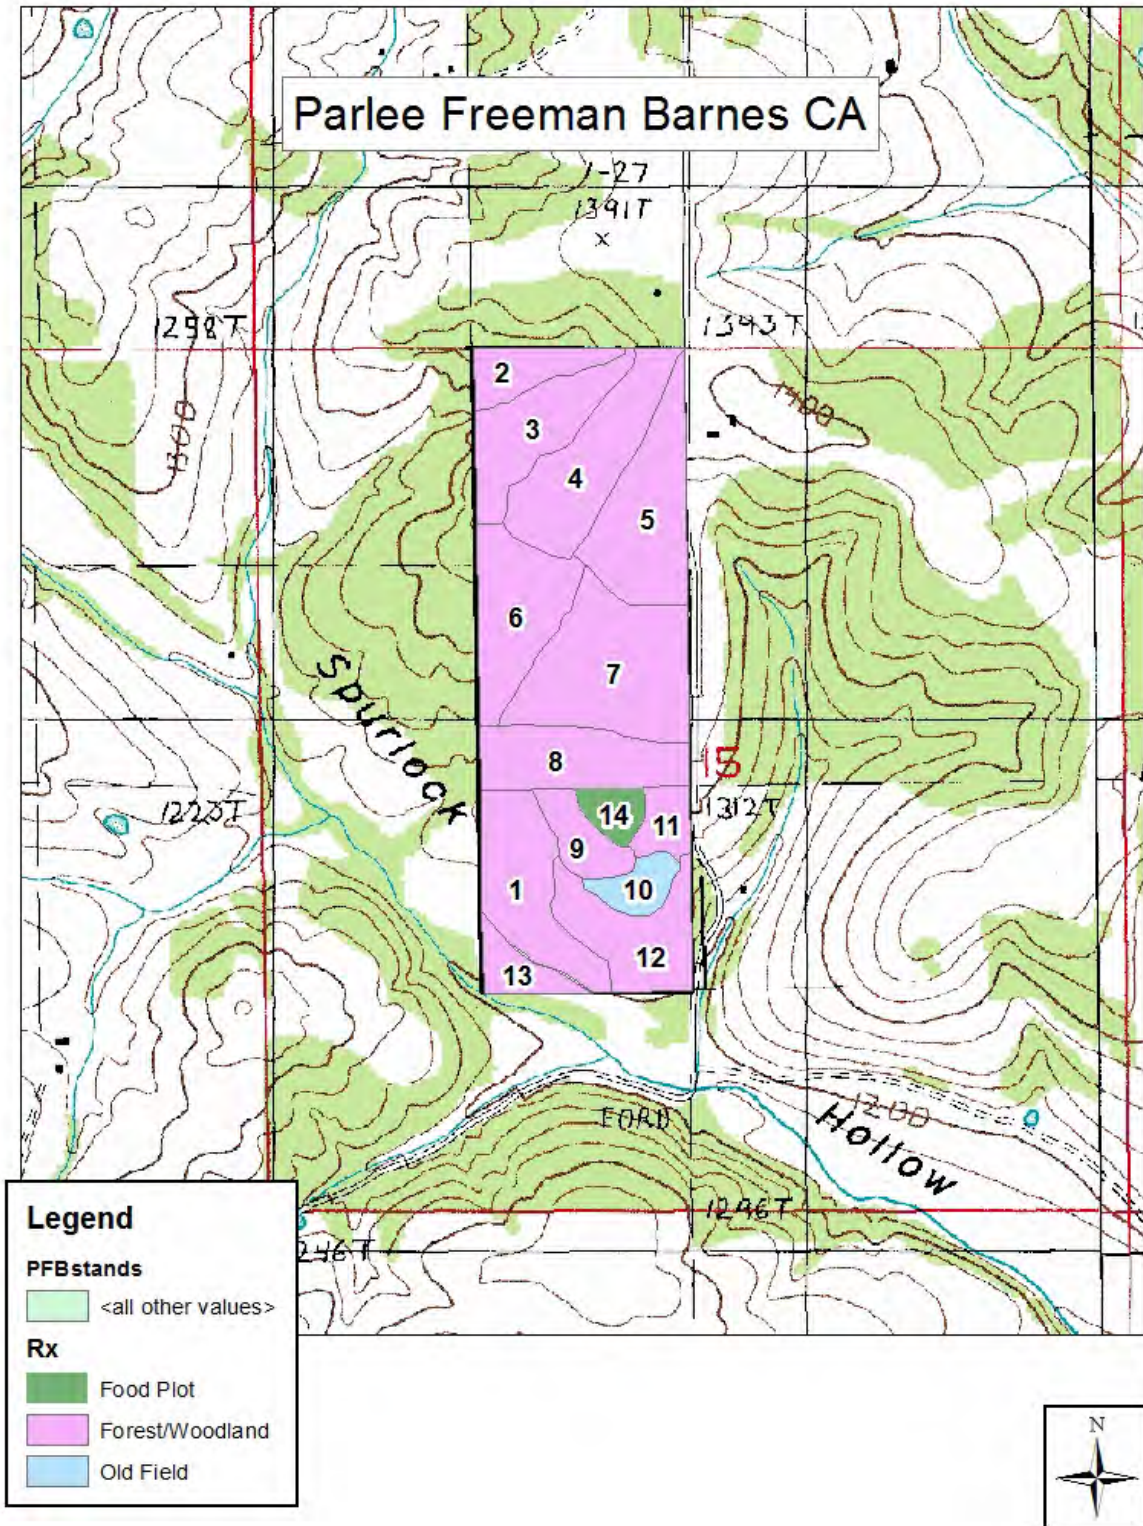 Parlee Freeman Barnes CA
1-27
1391T
x
1298T
1393T
1300
1400
2
3
4
5
6
7
Spurlock
8
15
1223T
14
1312T
11
9
10
1
12
13
FORD
1200
Hollow
1296T
246T
Legend
PFBstands
<all other values>
Rx
Food Plot
Forest/Woodland
Old Field
N